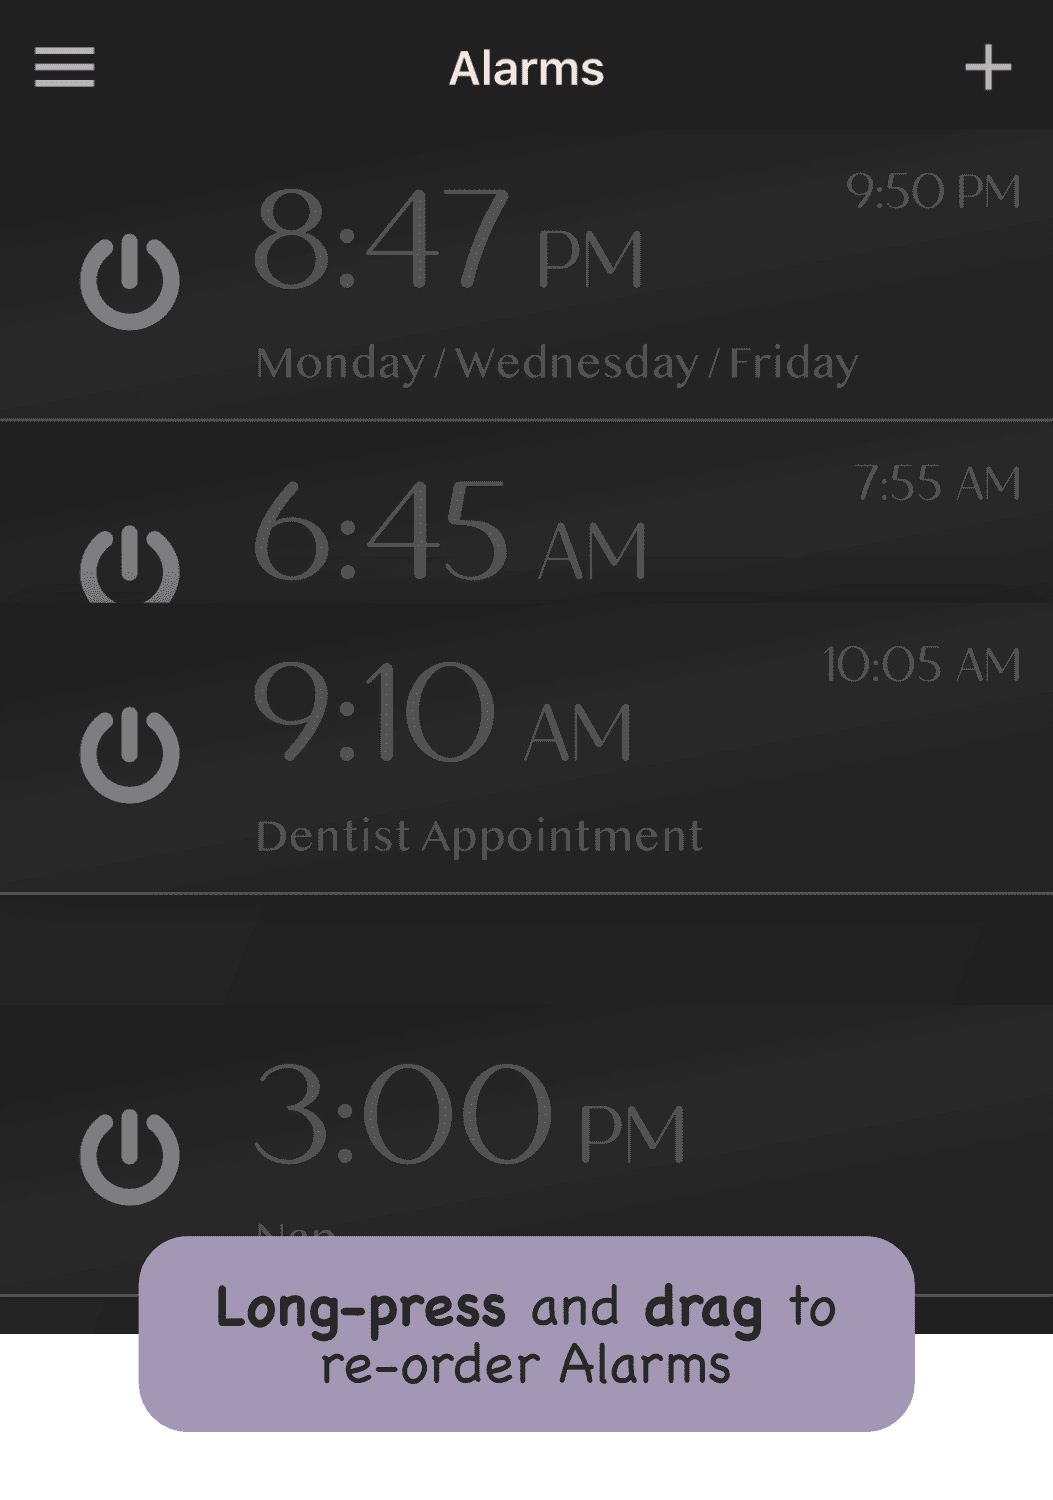 Alarms
8:47 PM
9:50 PM
Monday / Wednesday / Friday
6:45 AM
7:55 AM
9:10 AM
10:05 AM
Dentist Appointment
3:00 PM
Nap
Long-press and drag to
re-order Alarms